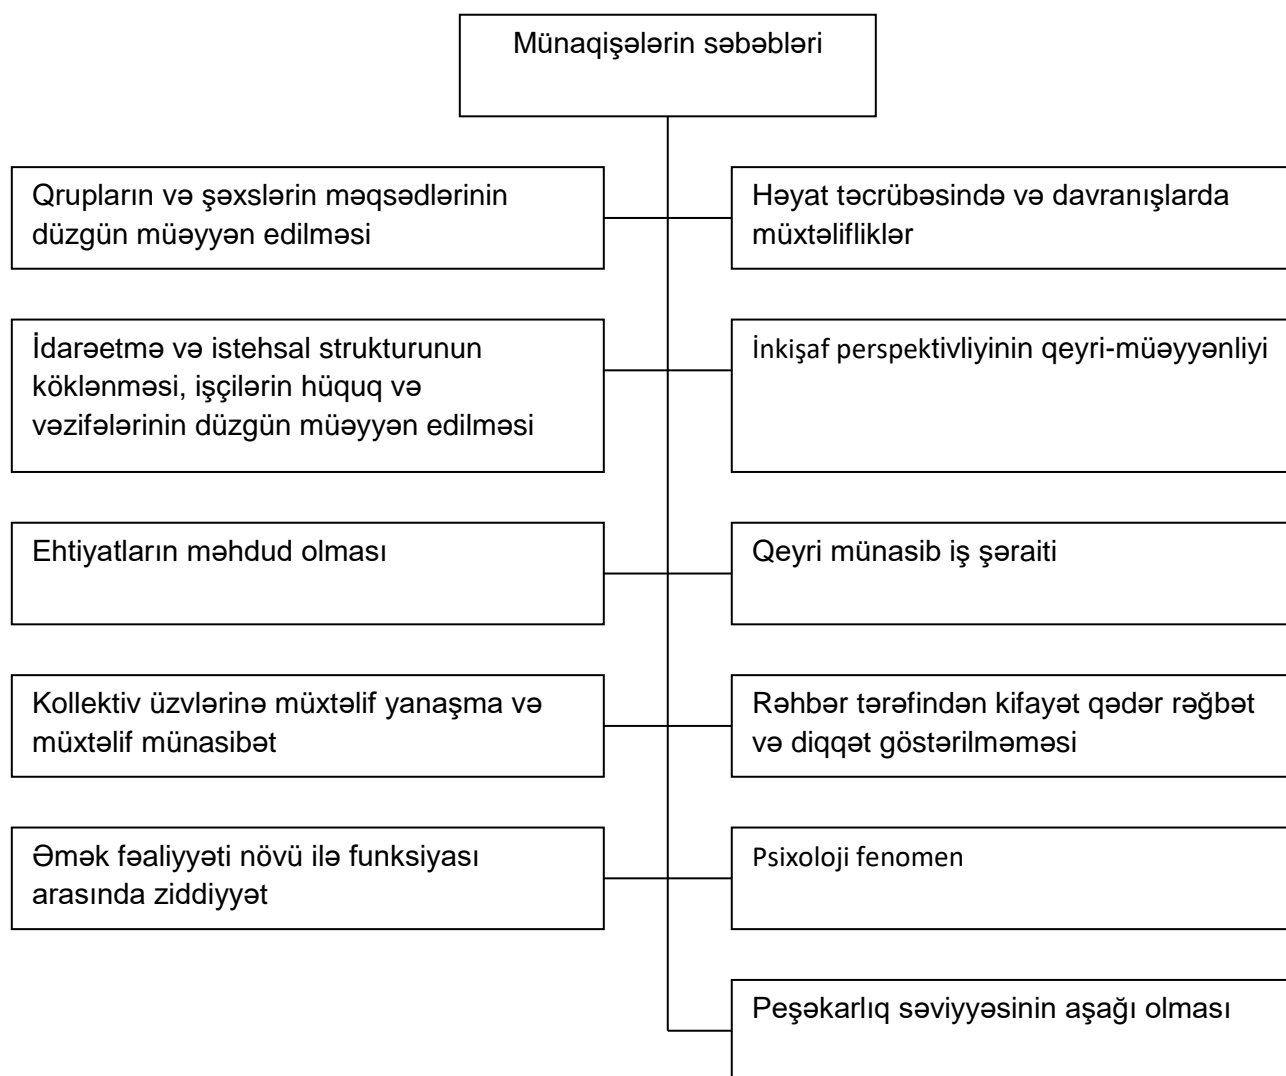 Münaqişələrin səbəbləri
Qrupların və şəxslərin məqsədlərinin
düzgün müəyyən edilməsi
Həyat təcrübəsində və davranışlarda
müxtəlifliklər
İdarəetmə və istehsal strukturunun
köklənməsi, işçilərin hüquq və
vəzifələrinin düzgün müəyyən edilməsi
İnkişaf perspektivliyinin qeyri-müəyyənliyi
Ehtiyatların məhdud olması
Qeyri münasib iş şəraiti
Kollektiv üzvlərinə müxtəlif yanaşma və
müxtəlif münasibət
Rəhbər tərəfindən kifayət qədər rəğbət
və diqqət göstərilməməsi
Əmək fəaliyyəti növü ilə funksiyası
arasında ziddiyyət
Psixoloji fenomen
Peşəkarlıq səviyyəsinin aşağı olması